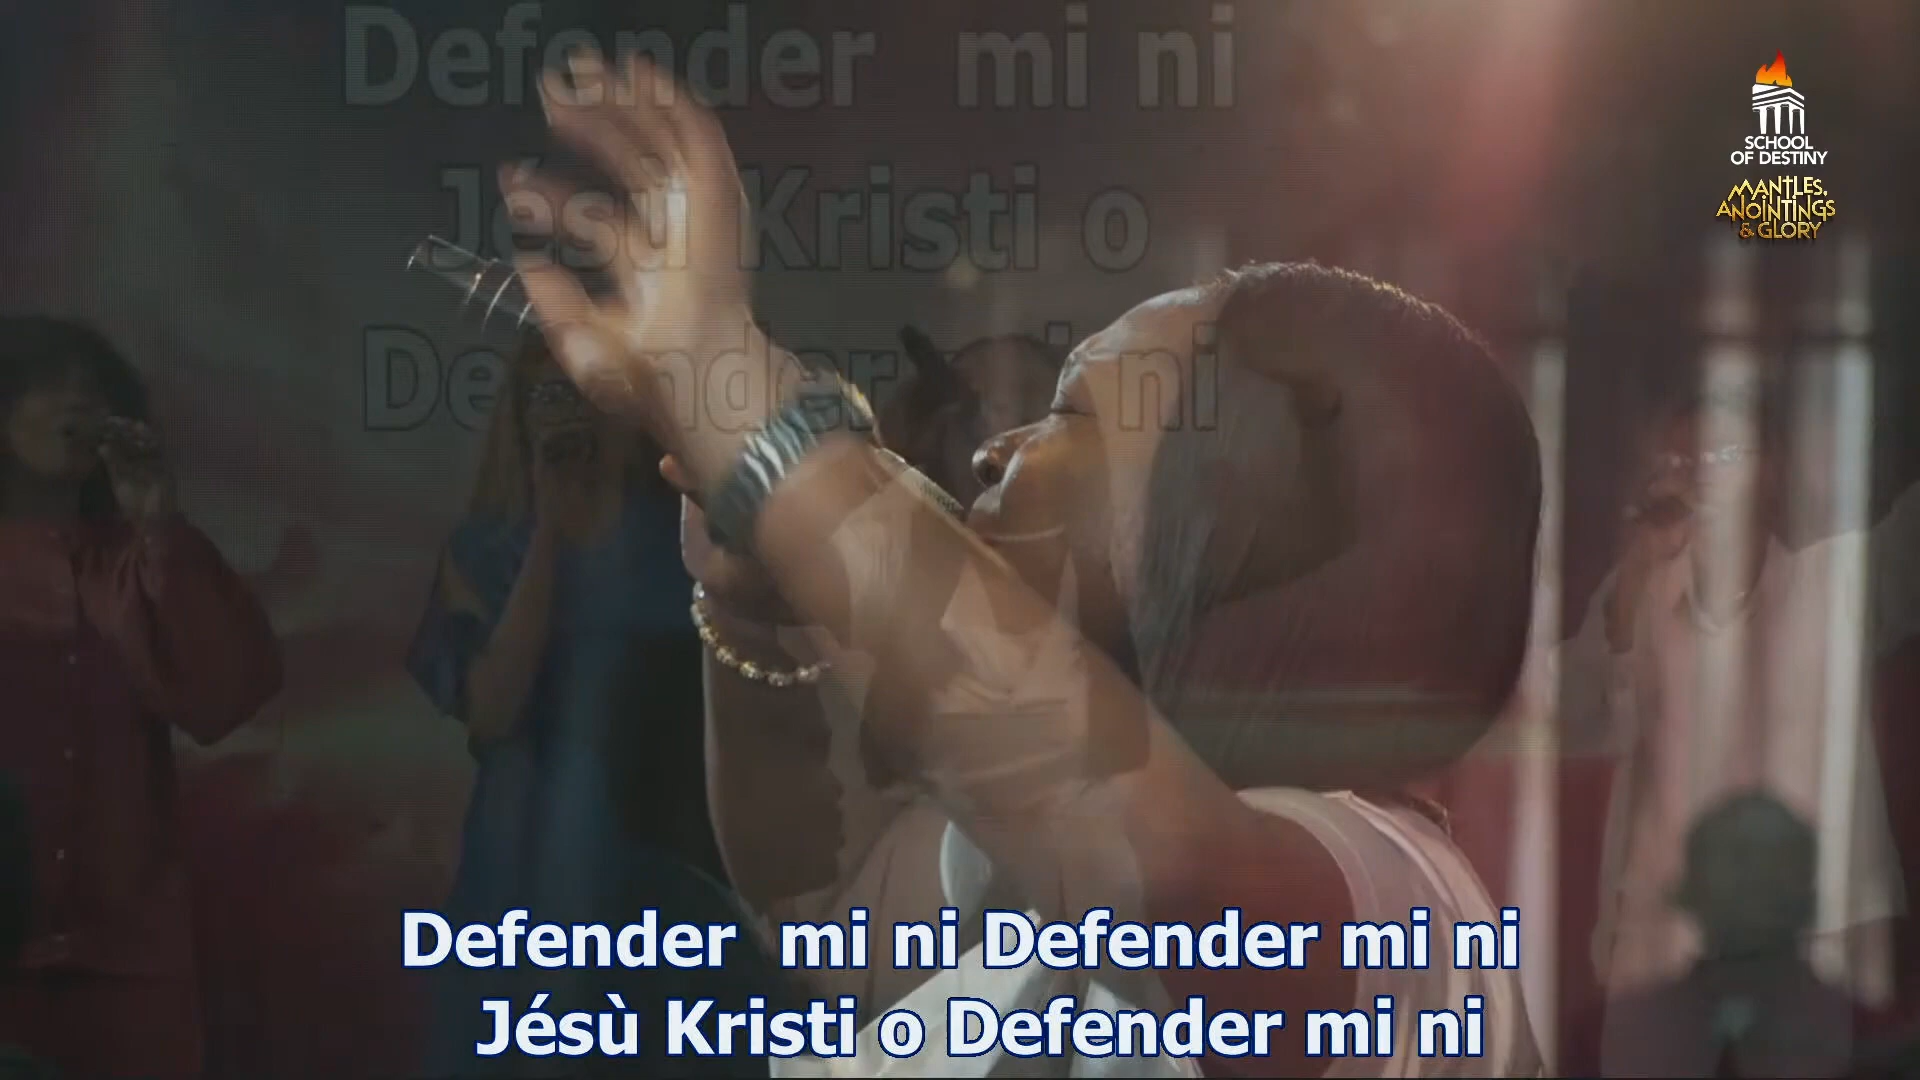 Defender mi ni
Jésù Kristi o
Defender mi ni
SCHOOL
OF DESTINY
MANTLES,
ANOINTINGS
& GLORY
Defender mi ni Defender mi ni
Jésù Kristi o Defender mi ni